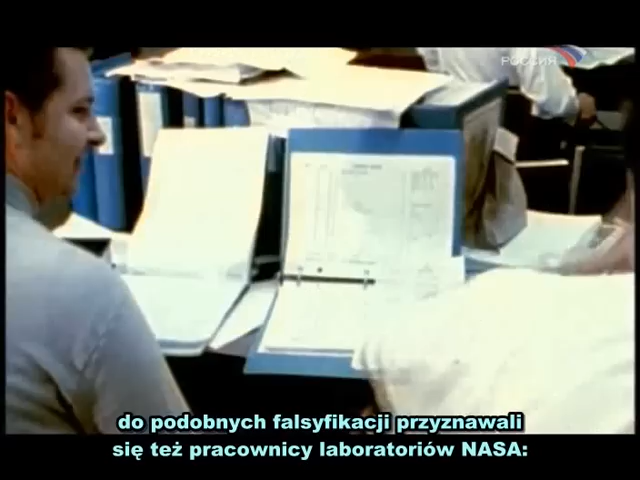 РОССИЯ
do podobnych falsyfikacji przyznawali
się też pracownicy laboratoriów NASA: